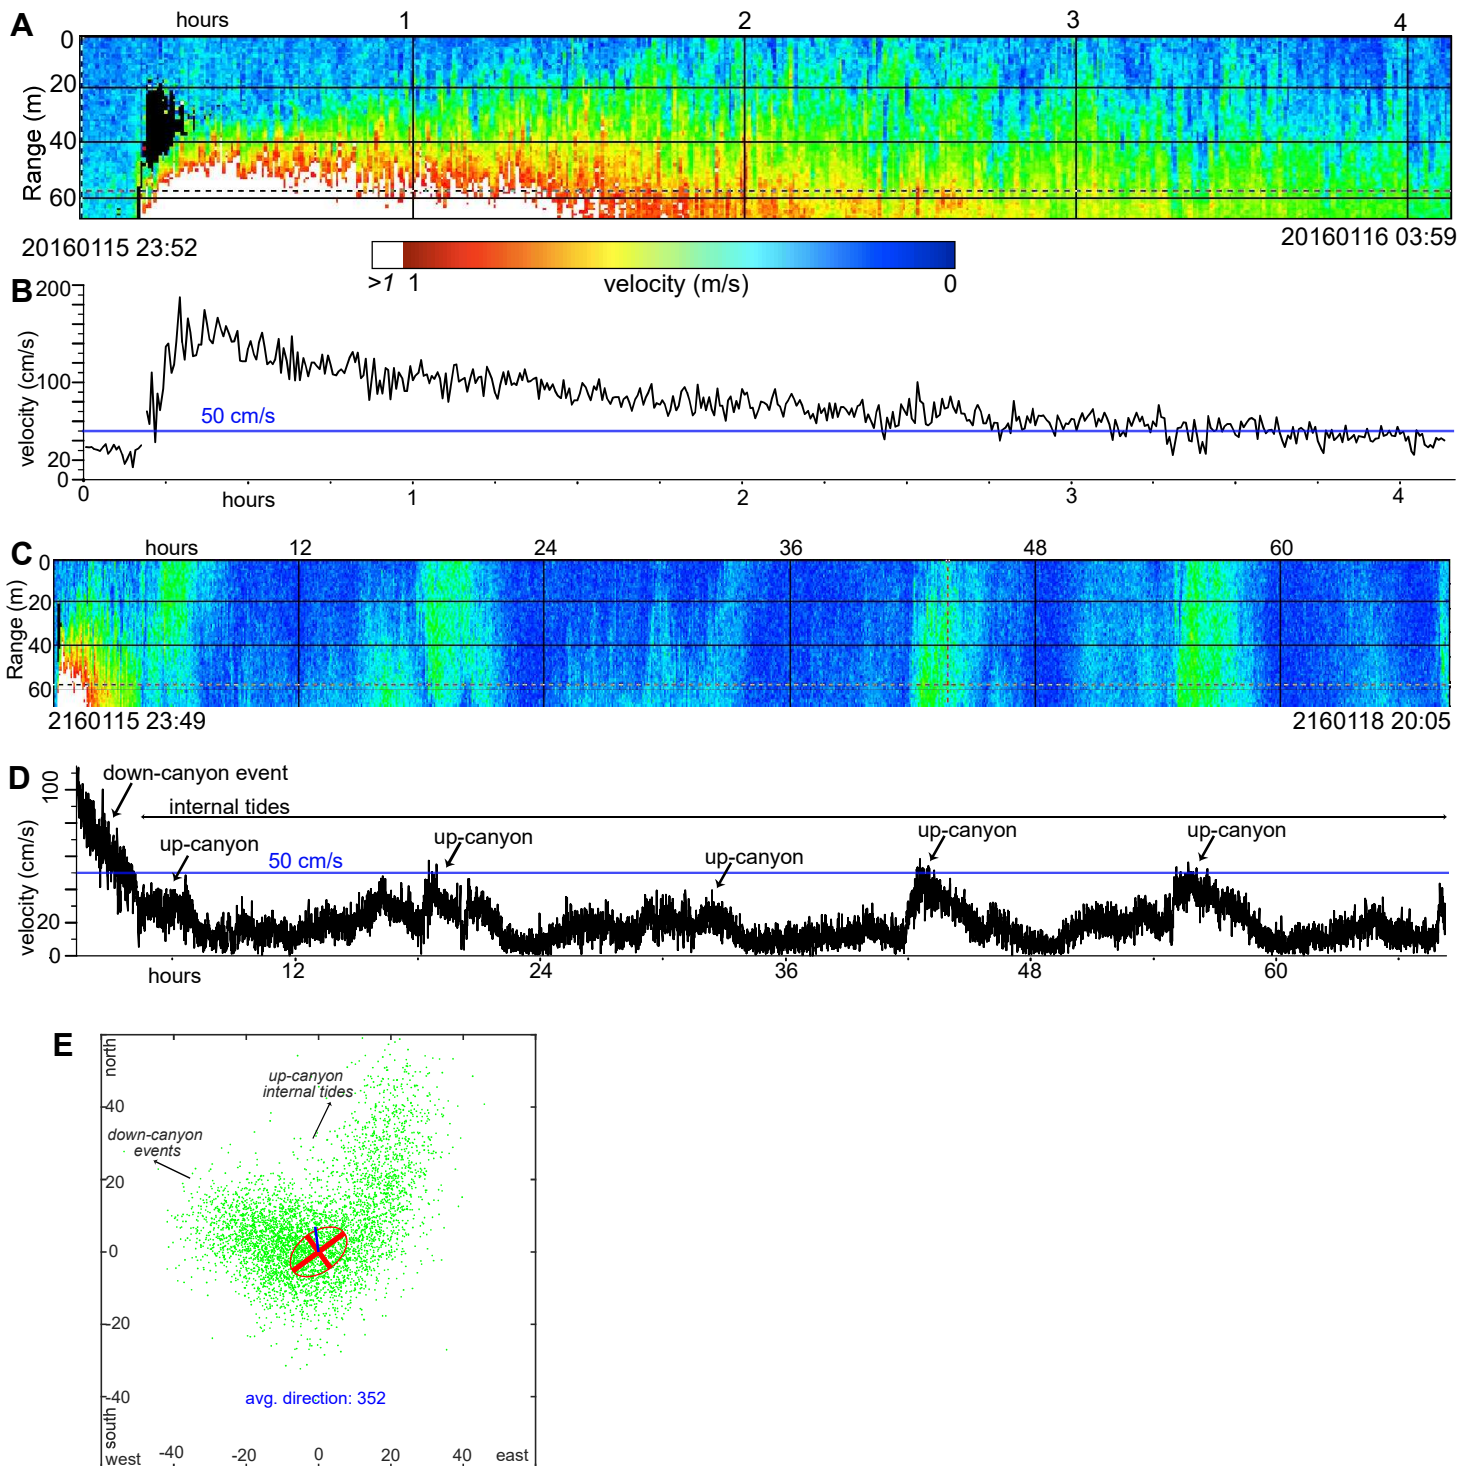 A
hours 1 2 3 4
0
20
40
60
Range (m)
20160115 23:52
20160116 03:59
>1 1 velocity (m/s) 0
B
200
100
20
0
velocity (cm/s)
50 cm/s
0 hours 1 2 3 4
C
hours 12 24 36 48 60
0
20
40
60
Range (m)
2160115 23:49
2160118 20:05
D
100
20
0
velocity (cm/s)
down-canyon event
internal tides
up-canyon
50 cm/s
up-canyon
up-canyon
up-canyon
up-canyon
hours 12 24 36 48 60
E
north
40
20
0
-20
-40
south
up-canyon
internal tides
down-canyon
events
avg. direction: 352
west -40 -20 0 20 40 east